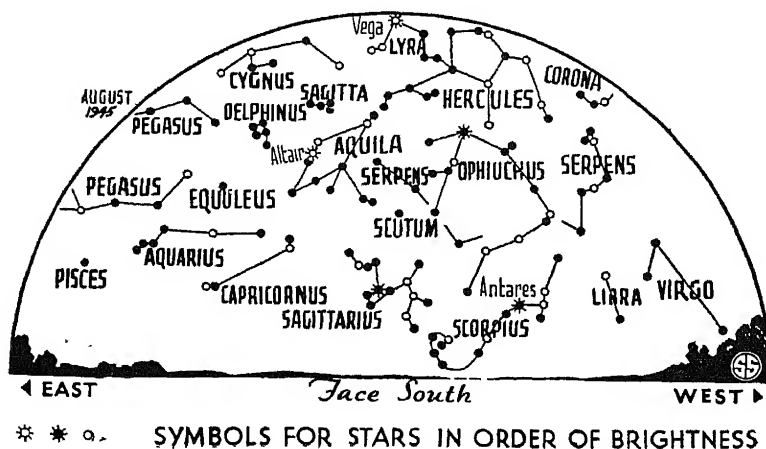 Vega
LYRA
CYGNUS
CORONA
AUGUST
1945
SAGITTA
HERCULES
PEGASUS
DELPHINUS
Altair
AQUILA
PEGASUS
EQUULEUS
SERPENS
OPHIUCHUS
SERPENS
SCUTUM
PISCES
AQUARIUS
CAPRICORNUS
SAGITTARIUS
Antares
SCORPIUS
LIBRA
VIRGO
SS
EAST
Face South
WEST
SYMBOLS FOR STARS IN ORDER OF BRIGHTNESS